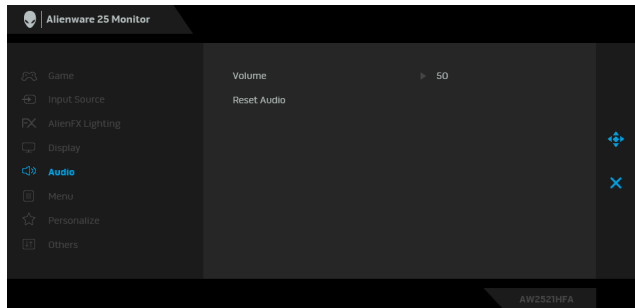 Alienware 25 Monitor
Game
Input Source
AlienFX Lighting
Display
Audio
Menu
Personalize
Others
Volume 50
Reset Audio
AW2521HFA